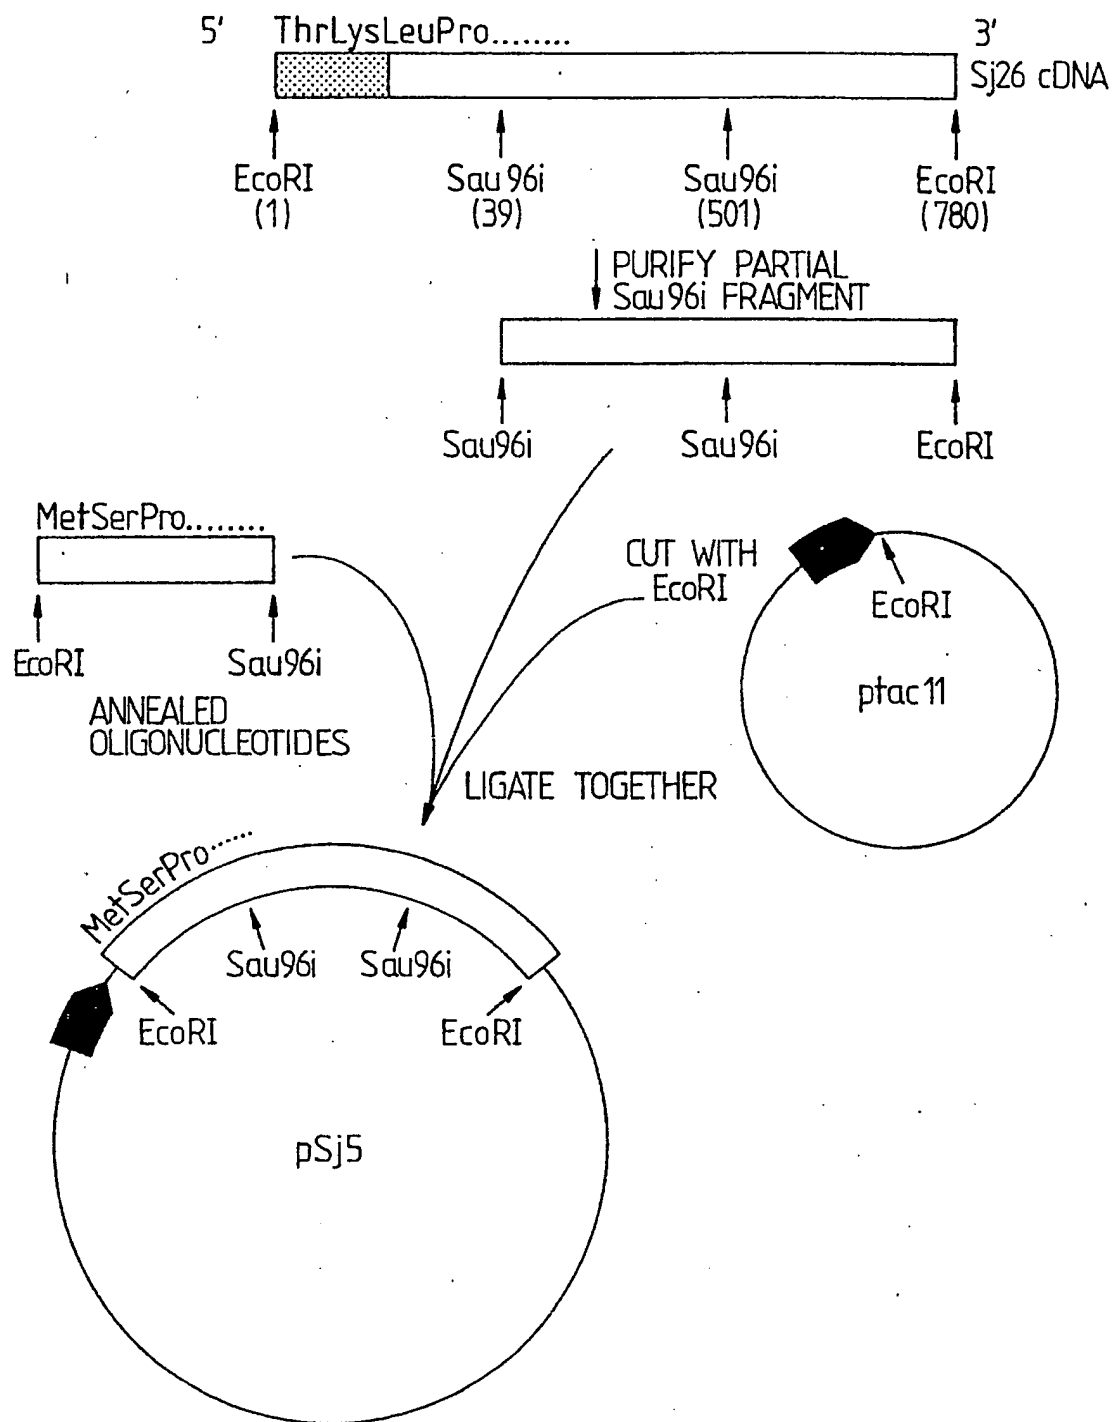 5' ThrLysLeuPro........ 3'
Sj26 cDNA
EcoRI Sau96i Sau96i EcoRI
(1) (39) (501) (780)
PURIFY PARTIAL
Sau96i FRAGMENT
Sau96i Sau96i EcoRI
MetSerPro........
CUT WITH
EcoRI
EcoRI
EcoRI Sau96i
ptac11
ANNEALED
OLIGONUCLEOTIDES
LIGATE TOGETHER
MetSerPro......
Sau96i Sau96i
EcoRI EcoRI
pSj5